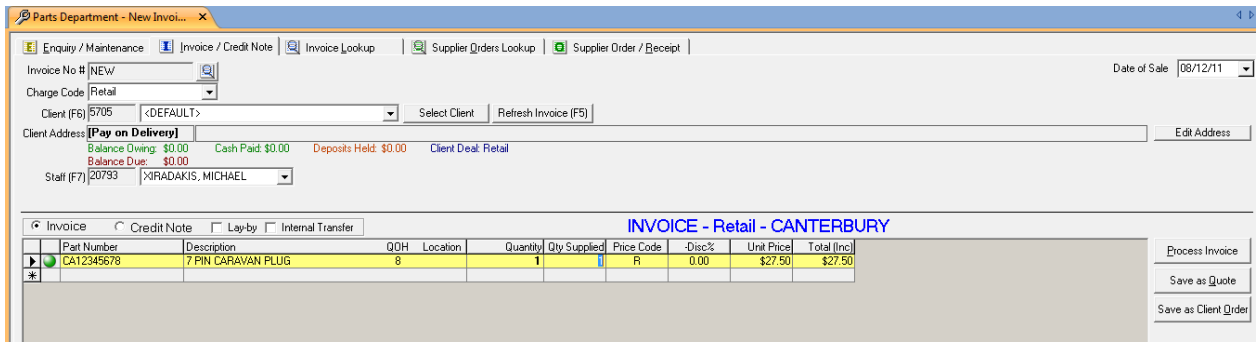 Parts Department - New Invoi... X
E Enquiry / Maintenance I Invoice / Credit Note Invoice Lookup Supplier Orders Lookup Supplier Order / Receipt
Invoice No # NEW Date of Sale 08/12/11
Charge Code Retail
Client (F6) 5705 <DEFAULT> Select Client Refresh Invoice (F5)
Client Address [Pay on Delivery] Edit Address
Balance Owing: $0.00 Cash Paid: $0.00 Deposits Held: $0.00 Client Deal: Retail
Balance Due: $0.00
Staff (F7) 20793 XIRADAKIS, MICHAEL
Invoice Credit Note Lay-by Internal Transfer INVOICE - Retail - CANTERBURY
Part Number Description QOH Location Quantity Qty Supplied Price Code -Disc% Unit Price Total (Inc)
CA12345678 7 PIN CARAVAN PLUG 8 1 1 R 0.00 $27.50 $27.50
Process Invoice
Save as Quote
Save as Client Order